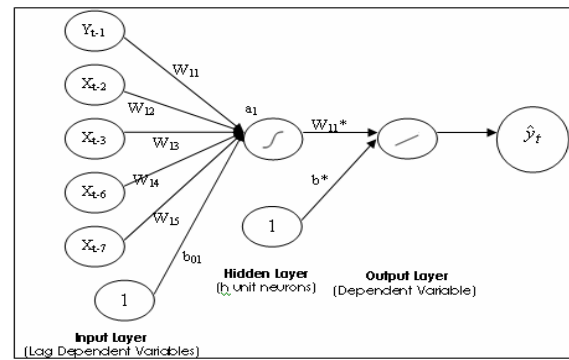 Yt-1
W11
Xt-2
W12
a1
W11*
ŷt
Xt-3
W13
Xt-6
W14
b*
Xt-7
W15
1
b01
1
Hidden Layer
(h unit neurons)
Output Layer
(Dependent Variable)
Input Layer
(Lag Dependent Variables)